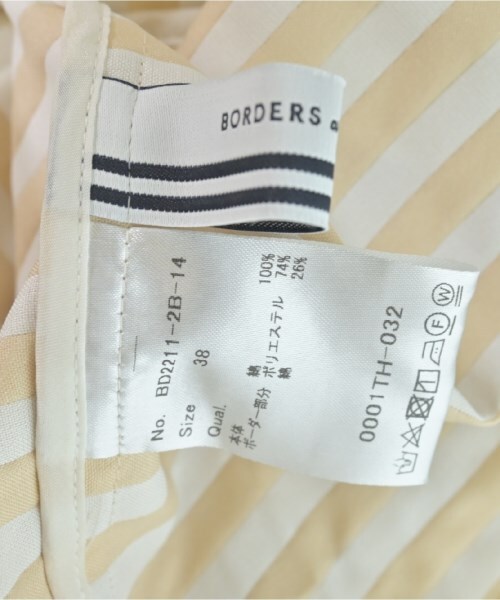 BORDERS
No. BD2211-2B-14
Size 38
Qual.
本体 綿 100%
ボーダー部分 ポリエステル 74%
綿 26%
0001TH-032
F W